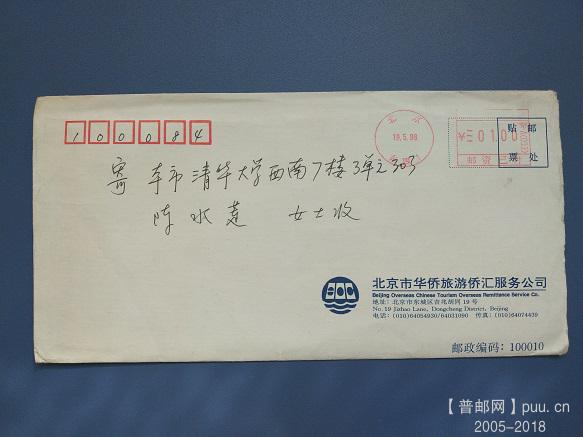 100084
北京
19.5.98
¥ 01.00
邮资
贴 邮
票 处
寄 本市清华大学西南7楼3单元303
陈水莲 女士收
北京市华侨旅游侨汇服务公司
Beijing Overseas Chinese Tourism Overseas Remittance Service Co.
地址：北京市东城区吉兆胡同 19 号
No. 19 Jizhao Lane, Dongcheng District, Beijing
电话：(010)64054930/64031090 传真：(010)64074439
邮政编码：100010
【普邮网】puu.cn
2005-2018